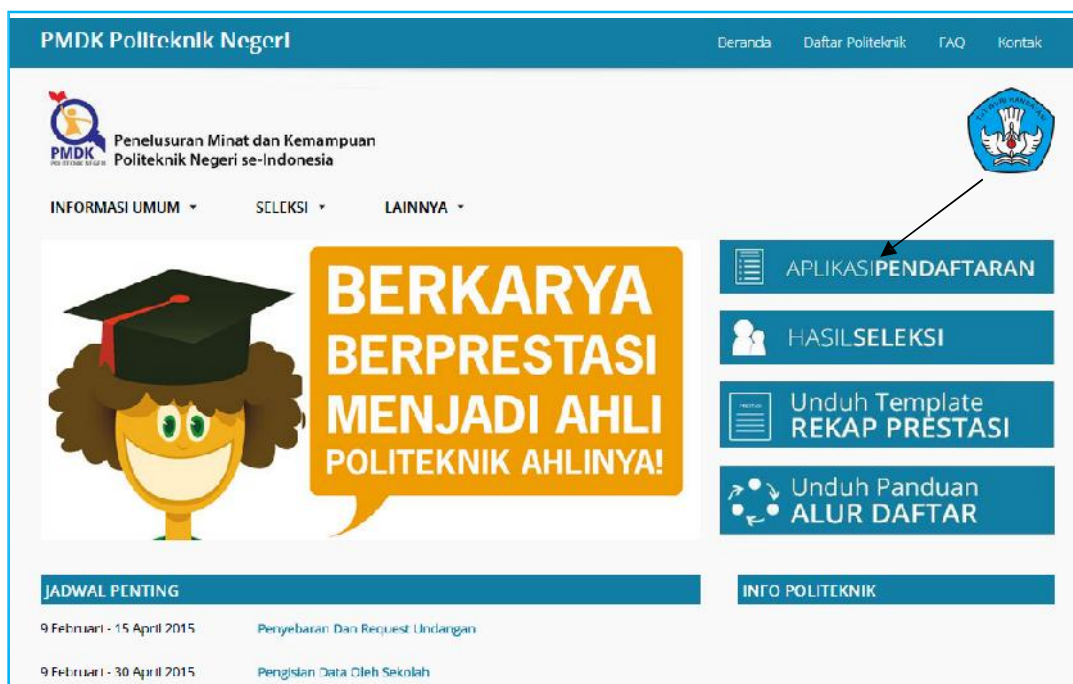 PMDK Politeknik Negeri
Beranda Daftar Politeknik FAQ Kontak
PMDK
Penelusuran Minat dan Kemampuan
Politeknik Negeri se-Indonesia
INFORMASI UMUM SELEKSI LAINNYA
BERKARYA
BERPRESTASI
MENJADI AHLI
POLITEKNIK AHLINYA!
APLIKASIPENDAFTARAN
HASILSELEKSI
Unduh Template
REKAP PRESTASI
Unduh Panduan
ALUR DAFTAR
JADWAL PENTING
9 Februari - 15 April 2015 Penyebaran Dan Request Undangan
9 Februari - 30 April 2015 Pengisian Data Oleh Sekolah
INFO POLITEKNIK